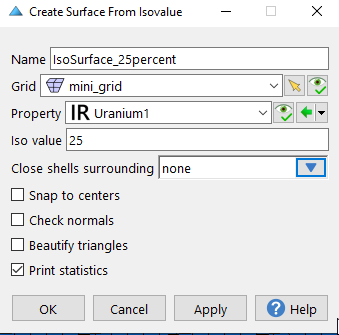 Create Surface From Isovalue
Name IsoSurface_25percent
Grid mini_grid
Property IR Uranium1
Iso value 25
Close shells surrounding none
Snap to centers
Check normals
Beautify triangles
Print statistics
OK Cancel Apply ? Help